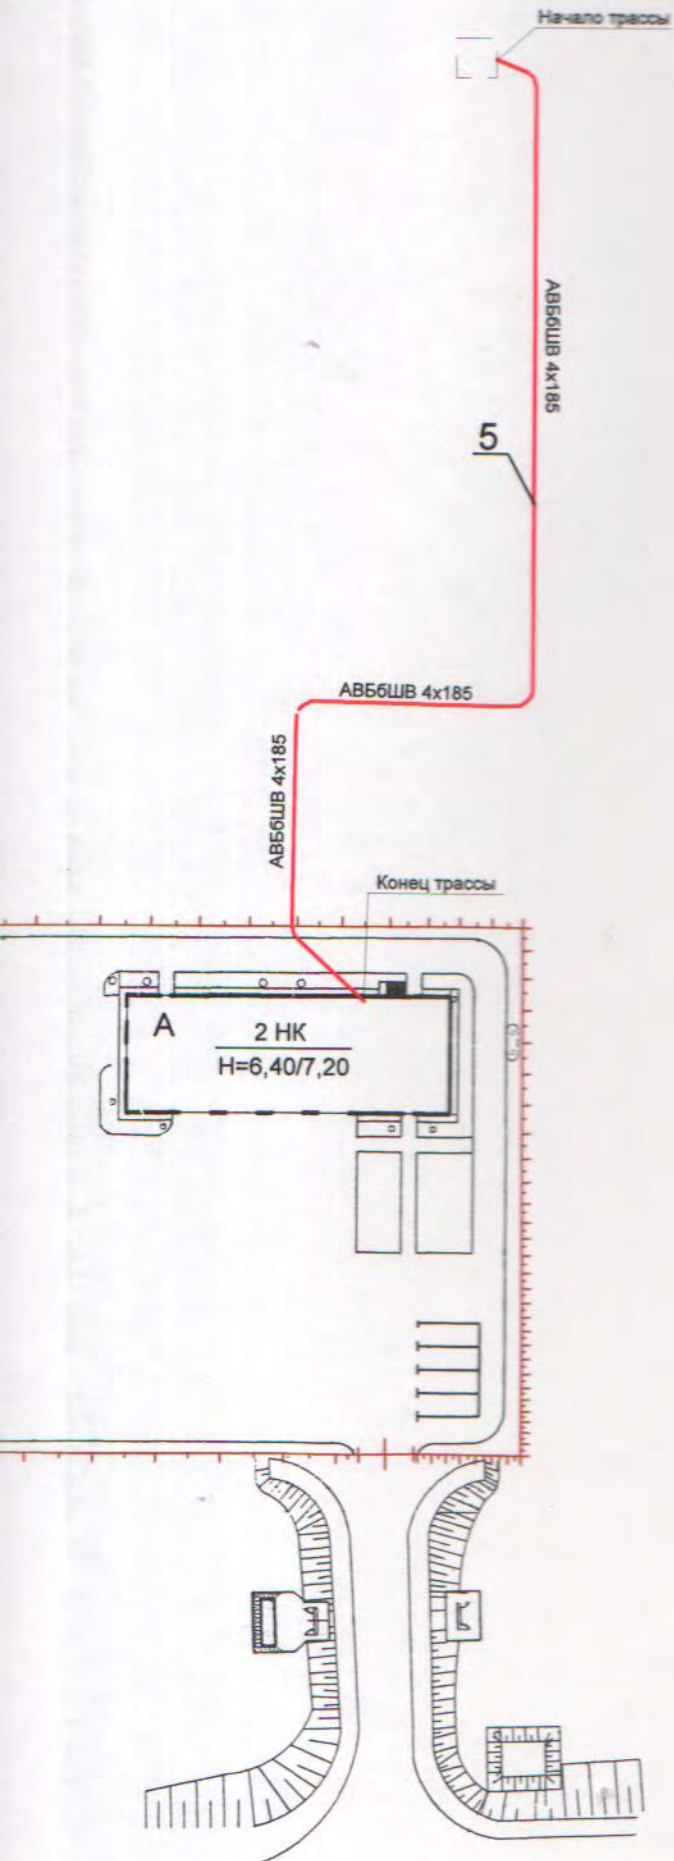 Начало трассы
АВБбШВ 4х185
5
АВБбШВ 4х185
АВБбШВ 4х185
Конец трассы
А
2 НК
Н=6,40/7,20